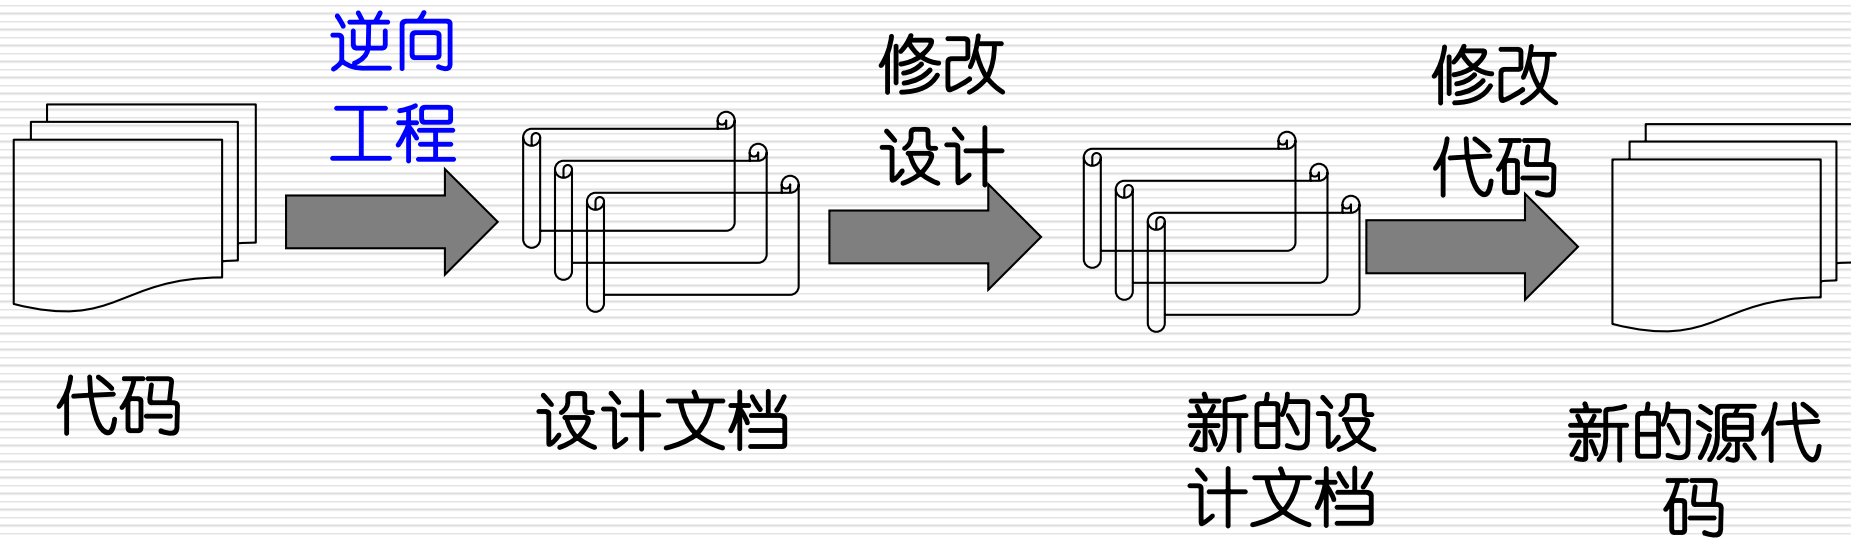 逆向
工程
修改
设计
修改
代码
代码
设计文档
新的设
计文档
新的源代
码